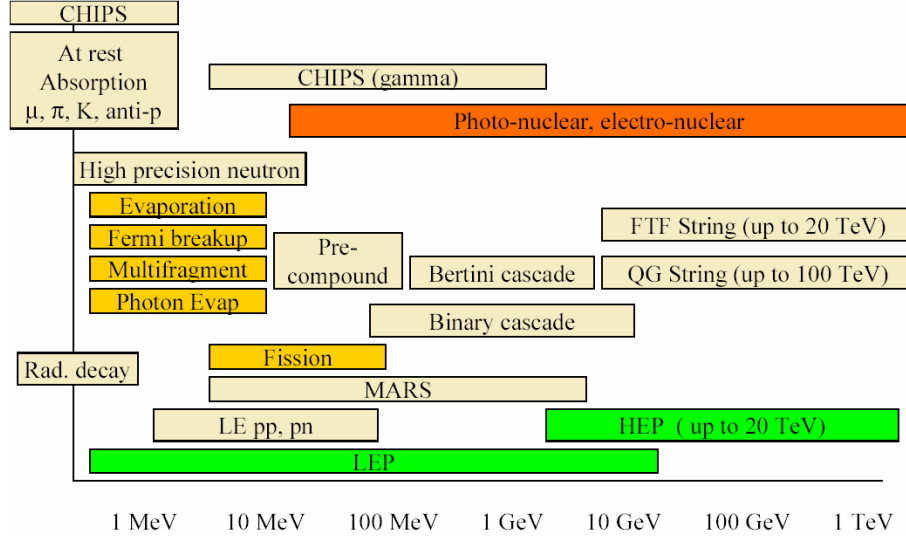 CHIPS
At rest
Absorption
μ, π, K, anti-p
CHIPS (gamma)
Photo-nuclear, electro-nuclear
High precision neutron
Evaporation
FTF String (up to 20 TeV)
Fermi breakup
Pre-
compound
Multifragment
Bertini cascade
QG String (up to 100 TeV)
Photon Evap
Binary cascade
Fission
Rad. decay
MARS
LE pp, pn
HEP ( up to 20 TeV)
LEP
1 MeV 10 MeV 100 MeV 1 GeV 10 GeV 100 GeV 1 TeV